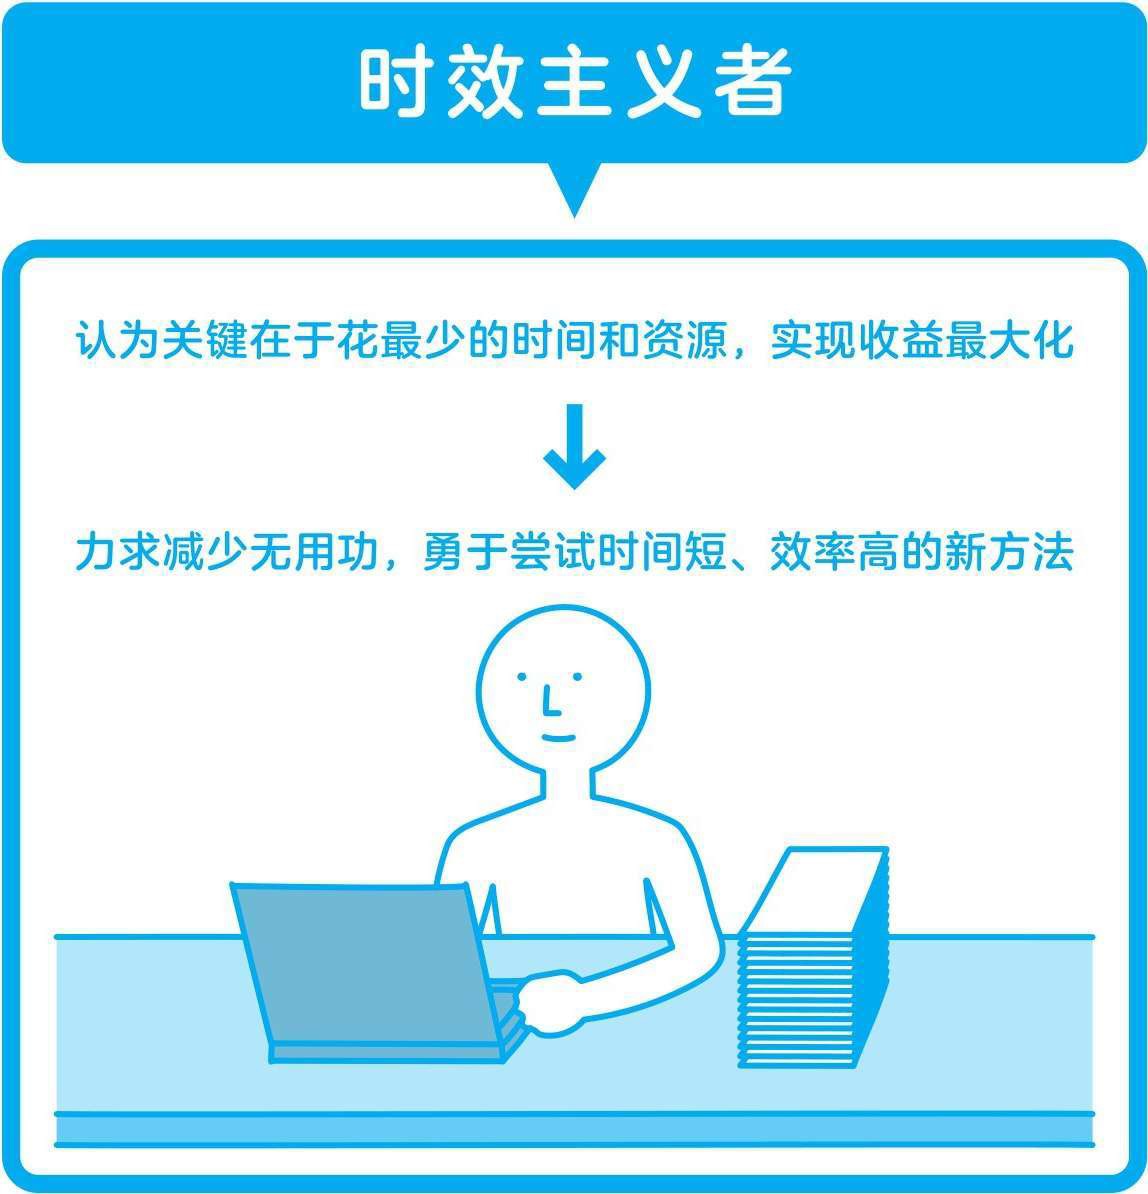 时效主义者
认为关键在于花最少的时间和资源，实现收益最大化
力求减少无用功，勇于尝试时间短、效率高的新方法